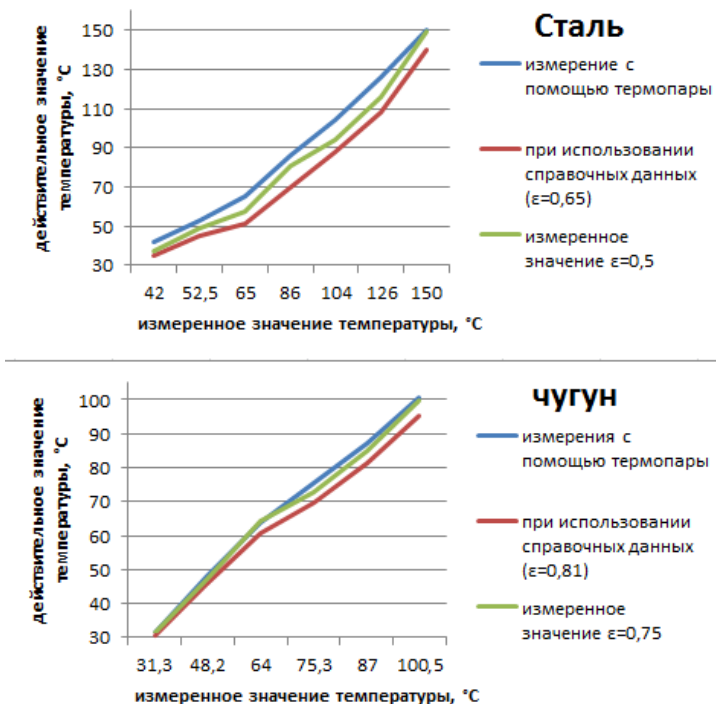 Сталь
действительное значение
температуры, °С
150
130
110
90
70
50
30
42 52,5 65 86 104 126 150
измеренное значение температуры, °С
измерение с
помощью термопары
при использовании
справочных данных
(ε=0,65)
измеренное
значение ε=0,5
чугун
действительное значение
температуры, °С
100
90
80
70
60
50
40
30
31,3 48,2 64 75,3 87 100,5
измеренное значение температуры, °С
измерения с
помощью термопары
при использовании
справочных данных
(ε=0,81)
измеренное
значение ε=0,75